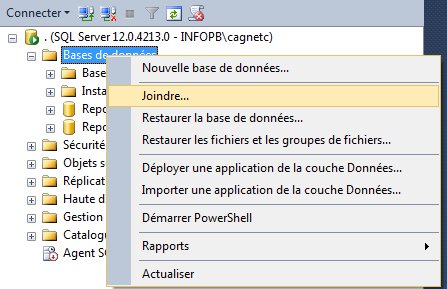 Connecter
. (SQL Server 12.0.4213.0 - INFOPB\cagnetc)
Bases de données
Base
Insta
Repo
Repo
Sécurité
Objets s
Réplicat
Haute d
Gestion
Catalogu
Agent SQ
Nouvelle base de données...
Joindre...
Restaurer la base de données...
Restaurer les fichiers et les groupes de fichiers...
Déployer une application de la couche Données...
Importer une application de la couche Données...
Démarrer PowerShell
Rapports
Actualiser